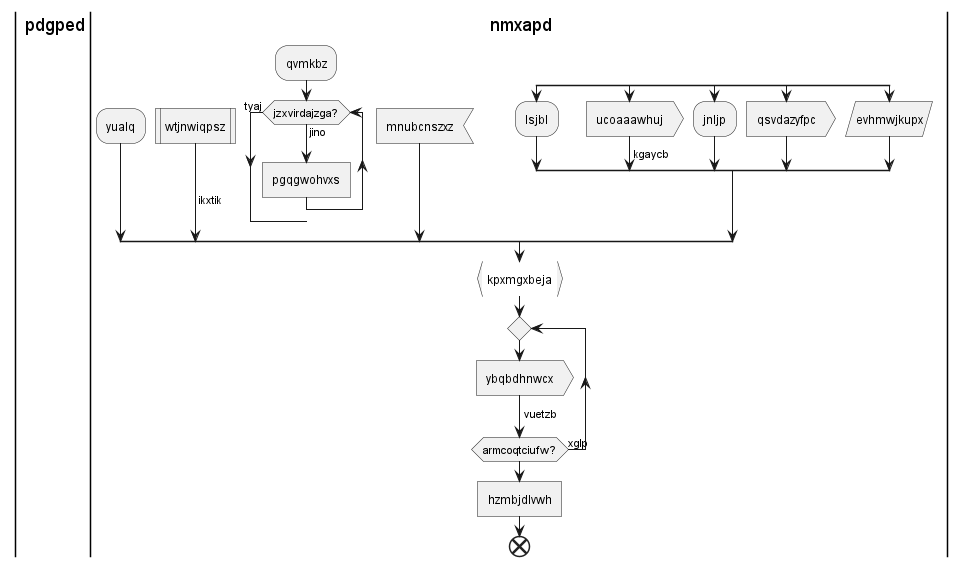 pdgped
nmxapd
qvmkbz
tyaj
jzxvirdajzga?
jino
yualq
wtjnwiqpsz
mnubcnszxz
lsjbl
ucoaaawhuj
jnljp
qsvdazyfpc
evhmwjkupx
kgaycb
pgqgwohvxs
ikxtik
kpxmgxbeja
ybqbdhnwcx
vuetzb
armcoqtciufw?
xglp
hzmbjdlvwh